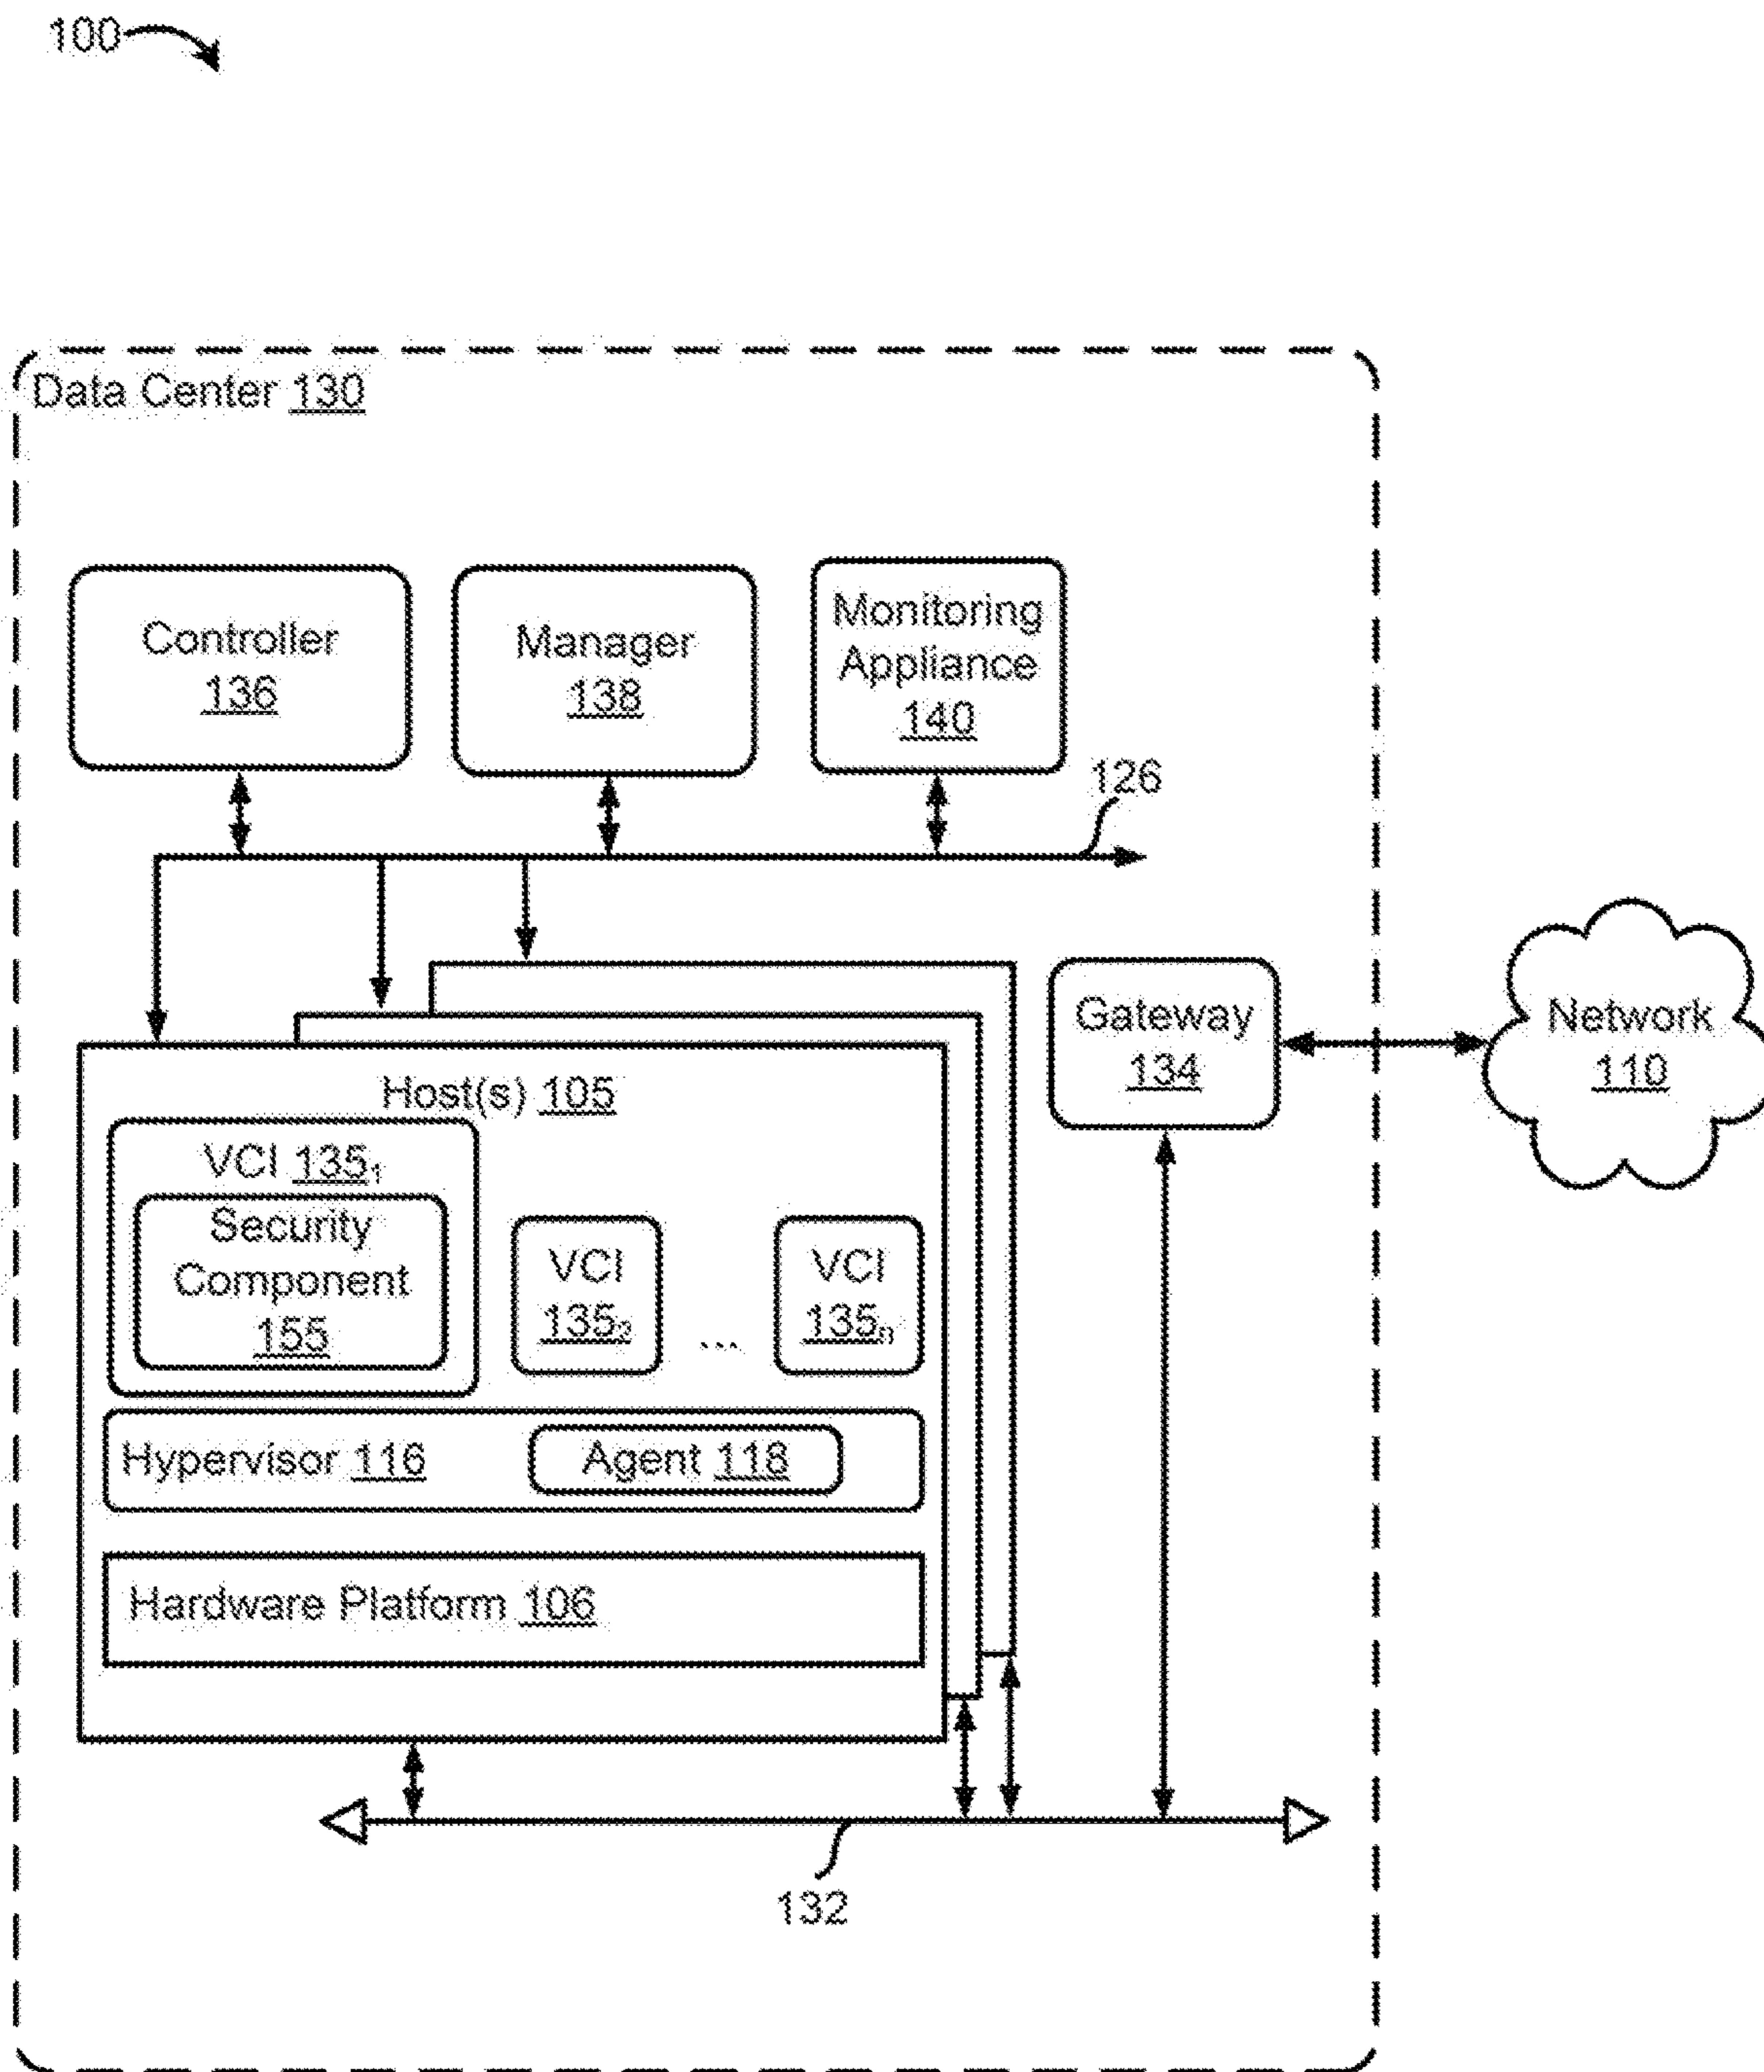 100
Data Center 130
Controller
136
Manager
138
Monitoring
Appliance
140
126
Host(s) 105
VCI 135₁
Security
Component
155
VCI
135₂
...
VCI
135ₙ
Hypervisor 116
Agent 118
Hardware Platform 106
Gateway
134
Network
110
132